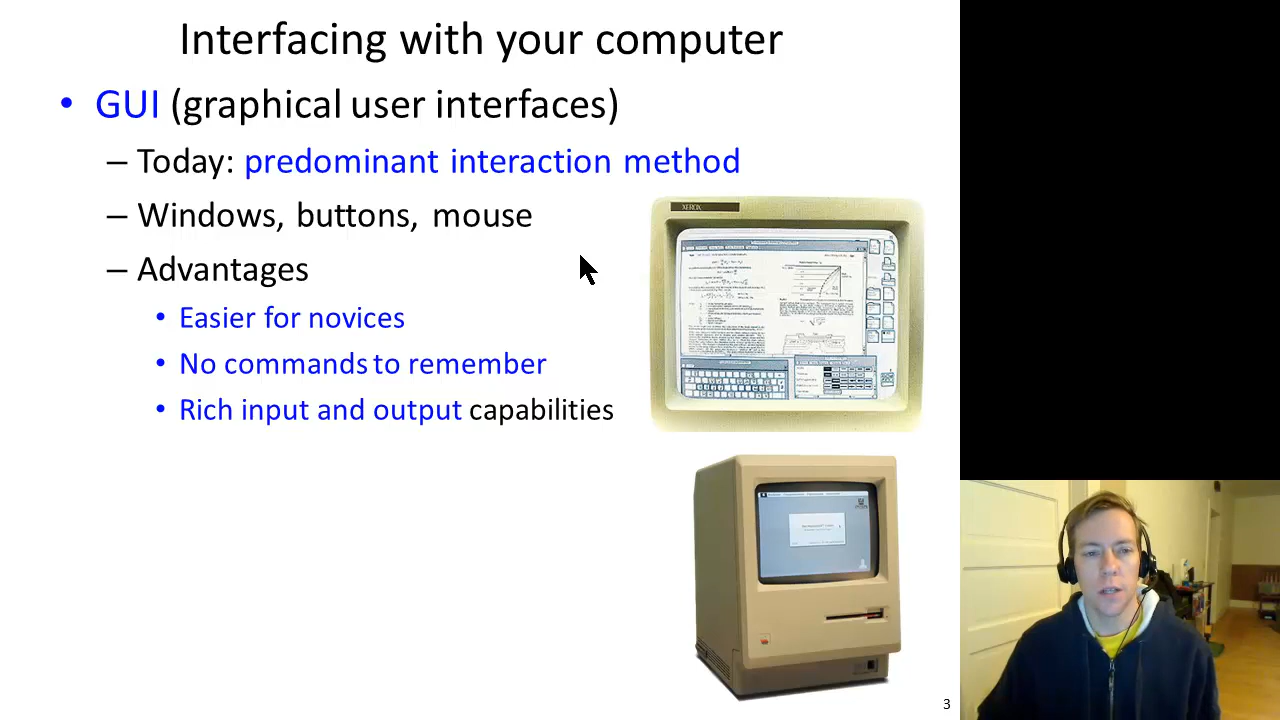 Interfacing with your computer
• GUI (graphical user interfaces)
– Today: predominant interaction method
– Windows, buttons, mouse
– Advantages
• Easier for novices
• No commands to remember
• Rich input and output capabilities
XEROX
3